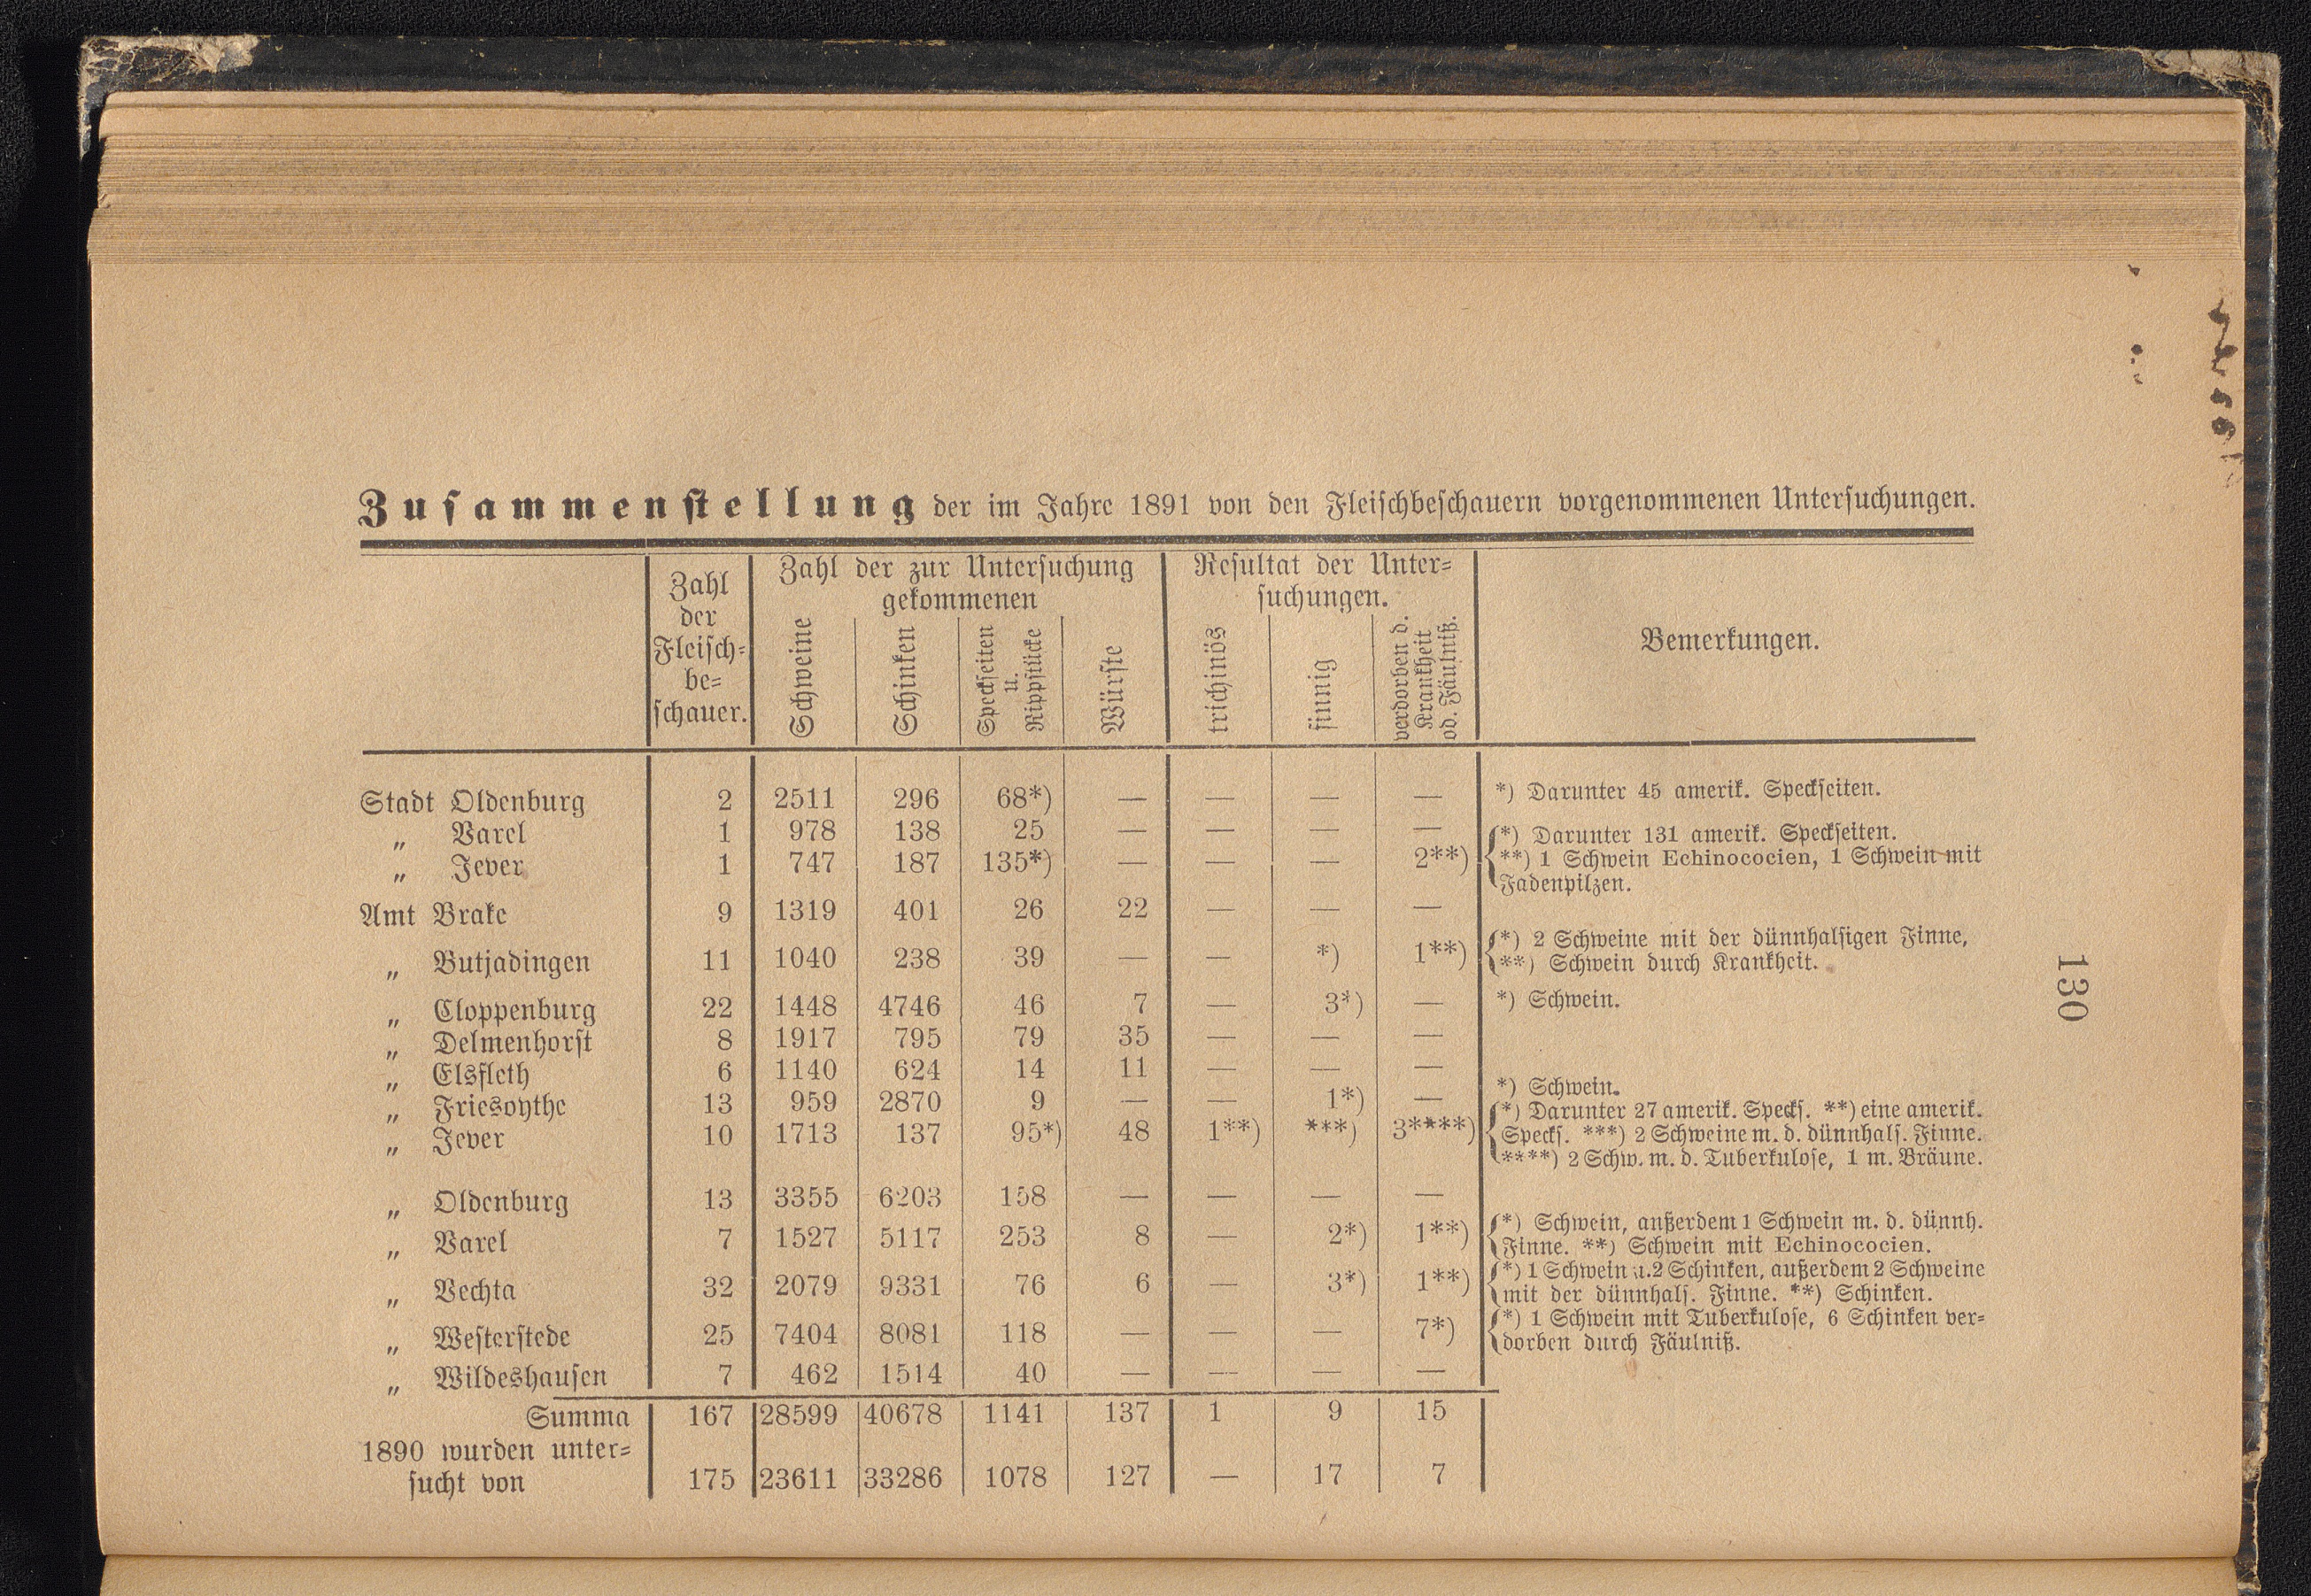 Zusammenstellung der im Jahre 1891 von den Fleischbeschauern vorgenommenen Untersuchungen.
Zahl der Fleisch-be-schauer. Zahl der zur Untersuchung gekommenen Resultat der Unter-suchungen. Bemerkungen.
Schweine Schinken Speckseiten u. Rippstücke Würste trichinös finnig verdorben d. Krankheit od. Fäulniß.
Stadt Oldenburg 2 2511 296 68*) — — — — *) Darunter 45 amerik. Speckseiten.
„ Varel 1 978 138 25 — — — —
„ Jever 1 747 187 135*) — — — 2**) *) Darunter 131 amerik. Speckseiten.
**) 1 Schwein Echinococien, 1 Schwein mit
Fadenpilzen.
Amt Brake 9 1319 401 26 22 — — —
„ Butjadingen 11 1040 238 39 — — *) 1**) *) 2 Schweine mit der dünnhalsigen Finne,
**) Schwein durch Krankheit.
„ Cloppenburg 22 1448 4746 46 7 — 3*) — *) Schwein.
„ Delmenhorst 8 1917 795 79 35 — — —
„ Elsfleth 6 1140 624 14 11 — — —
„ Friesoythe 13 959 2870 9 — — 1*) — *) Schwein.
„ Jever 10 1713 137 95*) 48 1**) ***) 3****) *) Darunter 27 amerik. Specks. **) eine amerik.
Specks. ***) 2 Schweine m. d. dünnhals. Finne.
****) 2 Schw. m. d. Tuberkulose, 1 m. Bräune.
„ Oldenburg 13 3355 6203 158 — — — —
„ Varel 7 1527 5117 253 8 — 2*) 1**) *) Schwein, außerdem 1 Schwein m. d. dünnh.
Finne. **) Schwein mit Echinococien.
„ Vechta 32 2079 9331 76 6 — 3*) 1**) *) 1 Schwein u. 2 Schinken, außerdem 2 Schweine
mit der dünnhals. Finne. **) Schinken.
„ Westerstede 25 7404 8081 118 — — — 7*) *) 1 Schwein mit Tuberkulose, 6 Schinken ver-
dorben durch Fäulniß.
„ Wildeshausen 7 462 1514 40 — — — —
Summa 167 28599 40678 1141 137 1 9 15
1890 wurden unter-
sucht von 175 23611 33286 1078 127 — 17 7
130